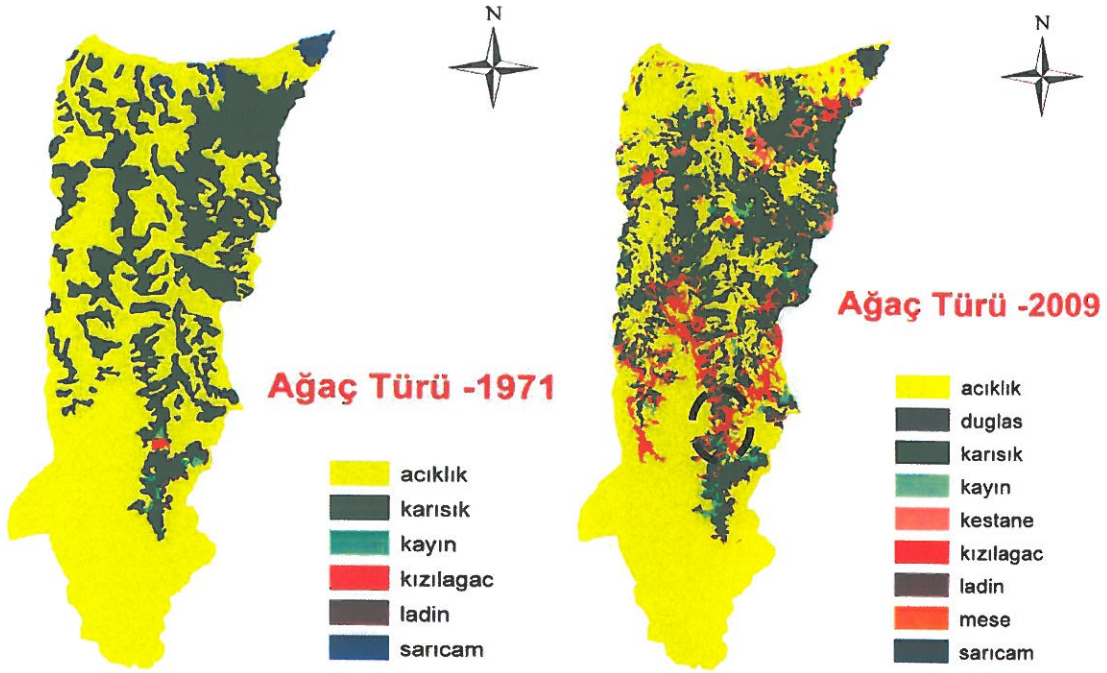 N
N
Ağaç Türü -1971
acıklık
karısık
kayın
kızılagac
ladin
sarıcam
Ağaç Türü -2009
acıklık
duglas
karısık
kayın
kestane
kızılagac
ladin
mese
sarıcam